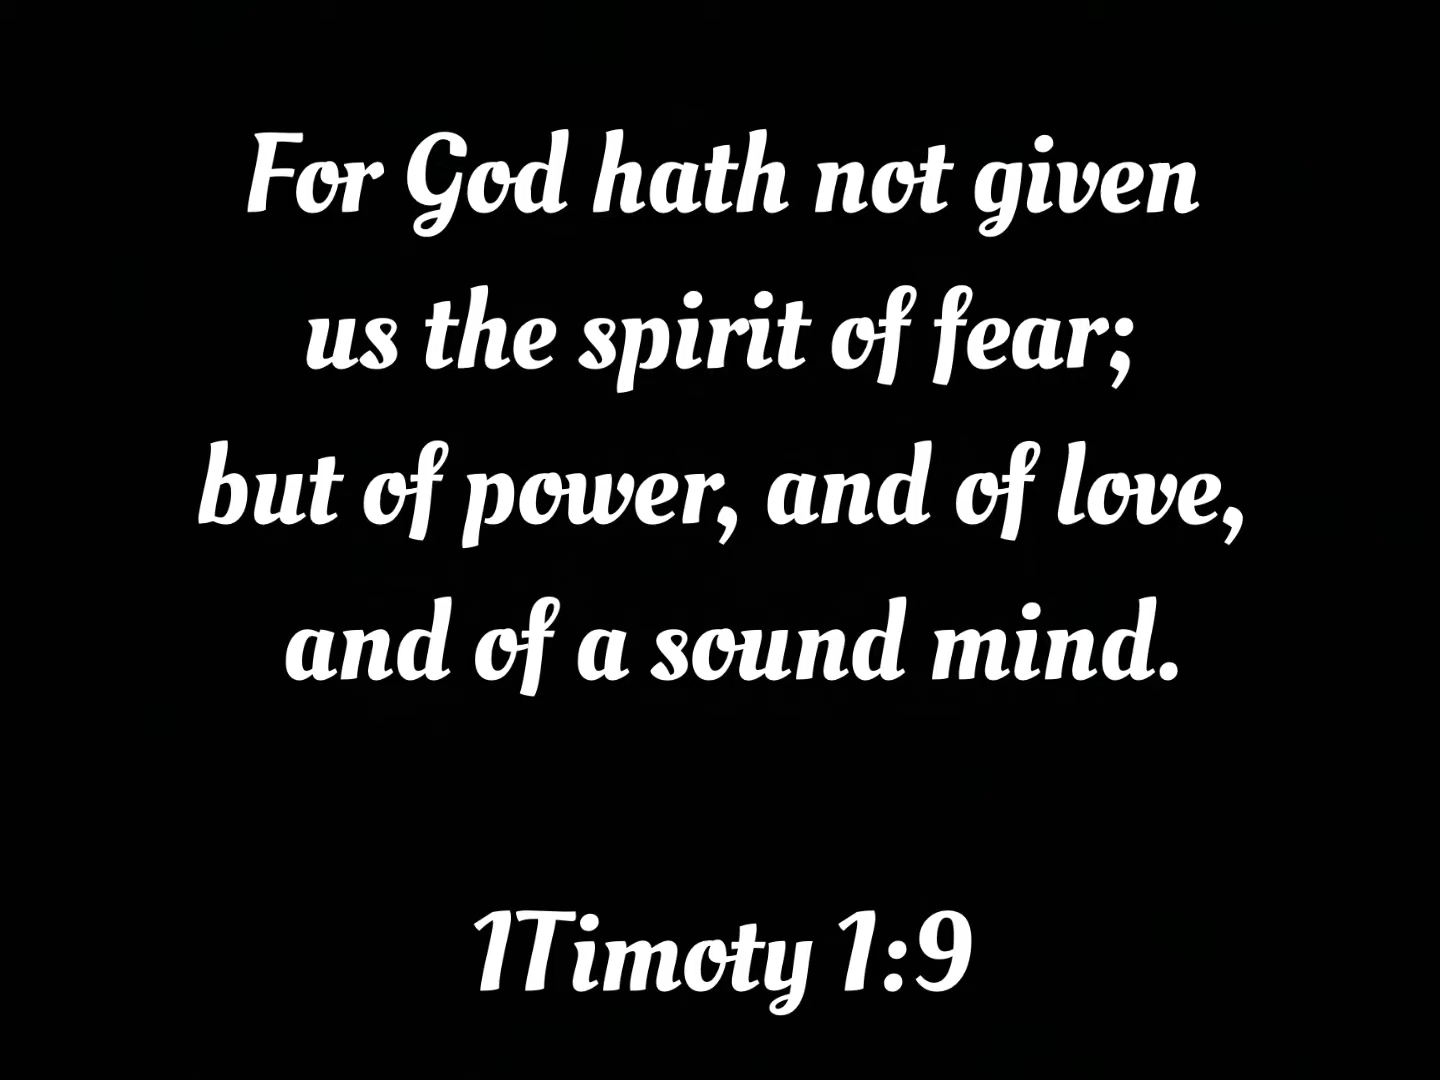 For God hath not given
us the spirit of fear;
but of power, and of love,
and of a sound mind.
1Timoty 1:9